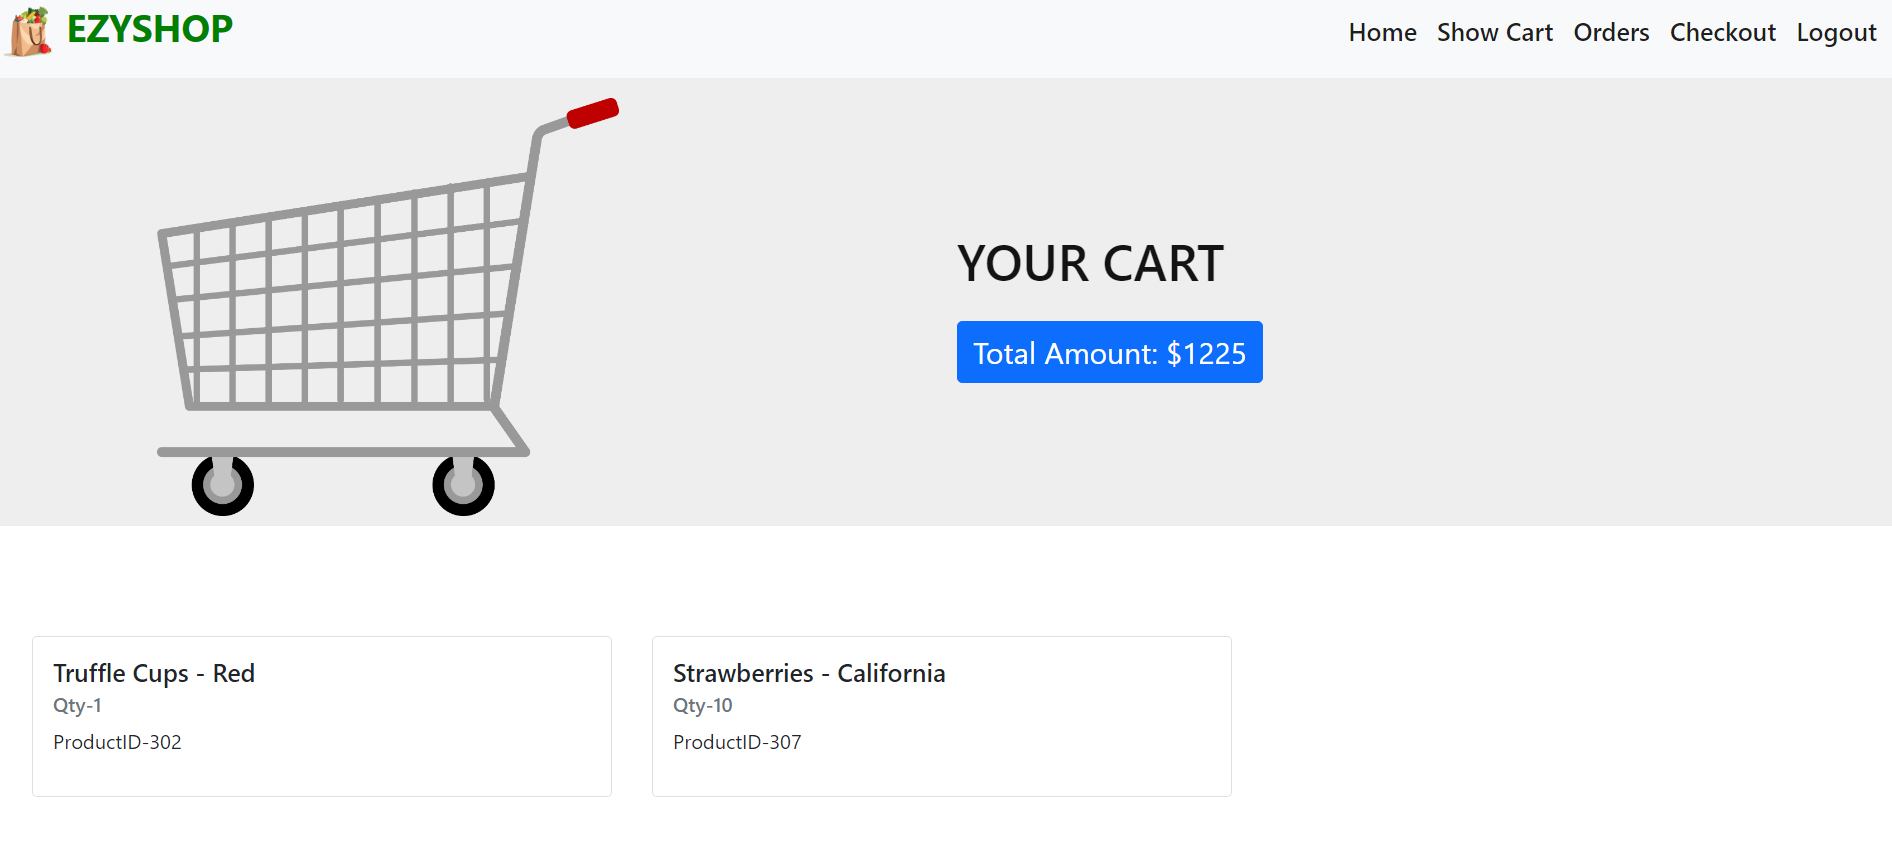 EZYSHOP
Home Show Cart Orders Checkout Logout
YOUR CART
Total Amount: $1225
Truffle Cups - Red
Qty-1
ProductID-302
Strawberries - California
Qty-10
ProductID-307